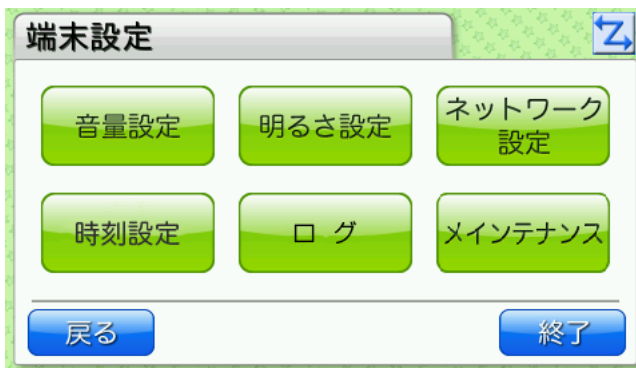 端末設定
Z
音量設定
明るさ設定
ネットワーク
設定
時刻設定
ログ
メインテナンス
戻る
終了